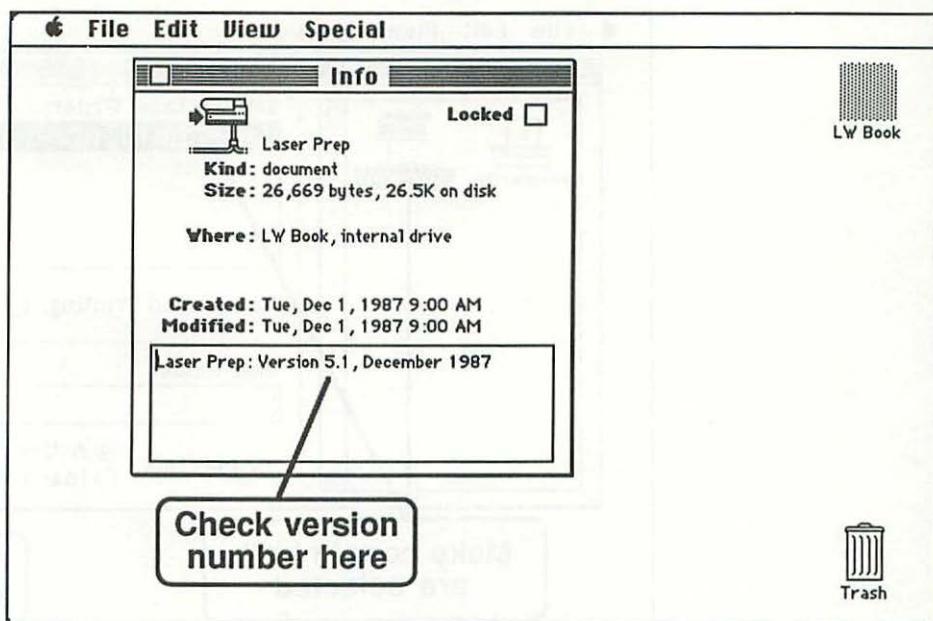 File Edit View Special
Info
Locked
Laser Prep
Kind: document
Size: 26,669 bytes, 26.5K on disk
Where: LW Book, internal drive
Created: Tue, Dec 1, 1987 9:00 AM
Modified: Tue, Dec 1, 1987 9:00 AM
Laser Prep: Version 5.1, December 1987
Check version
number here
LW Book
Trash